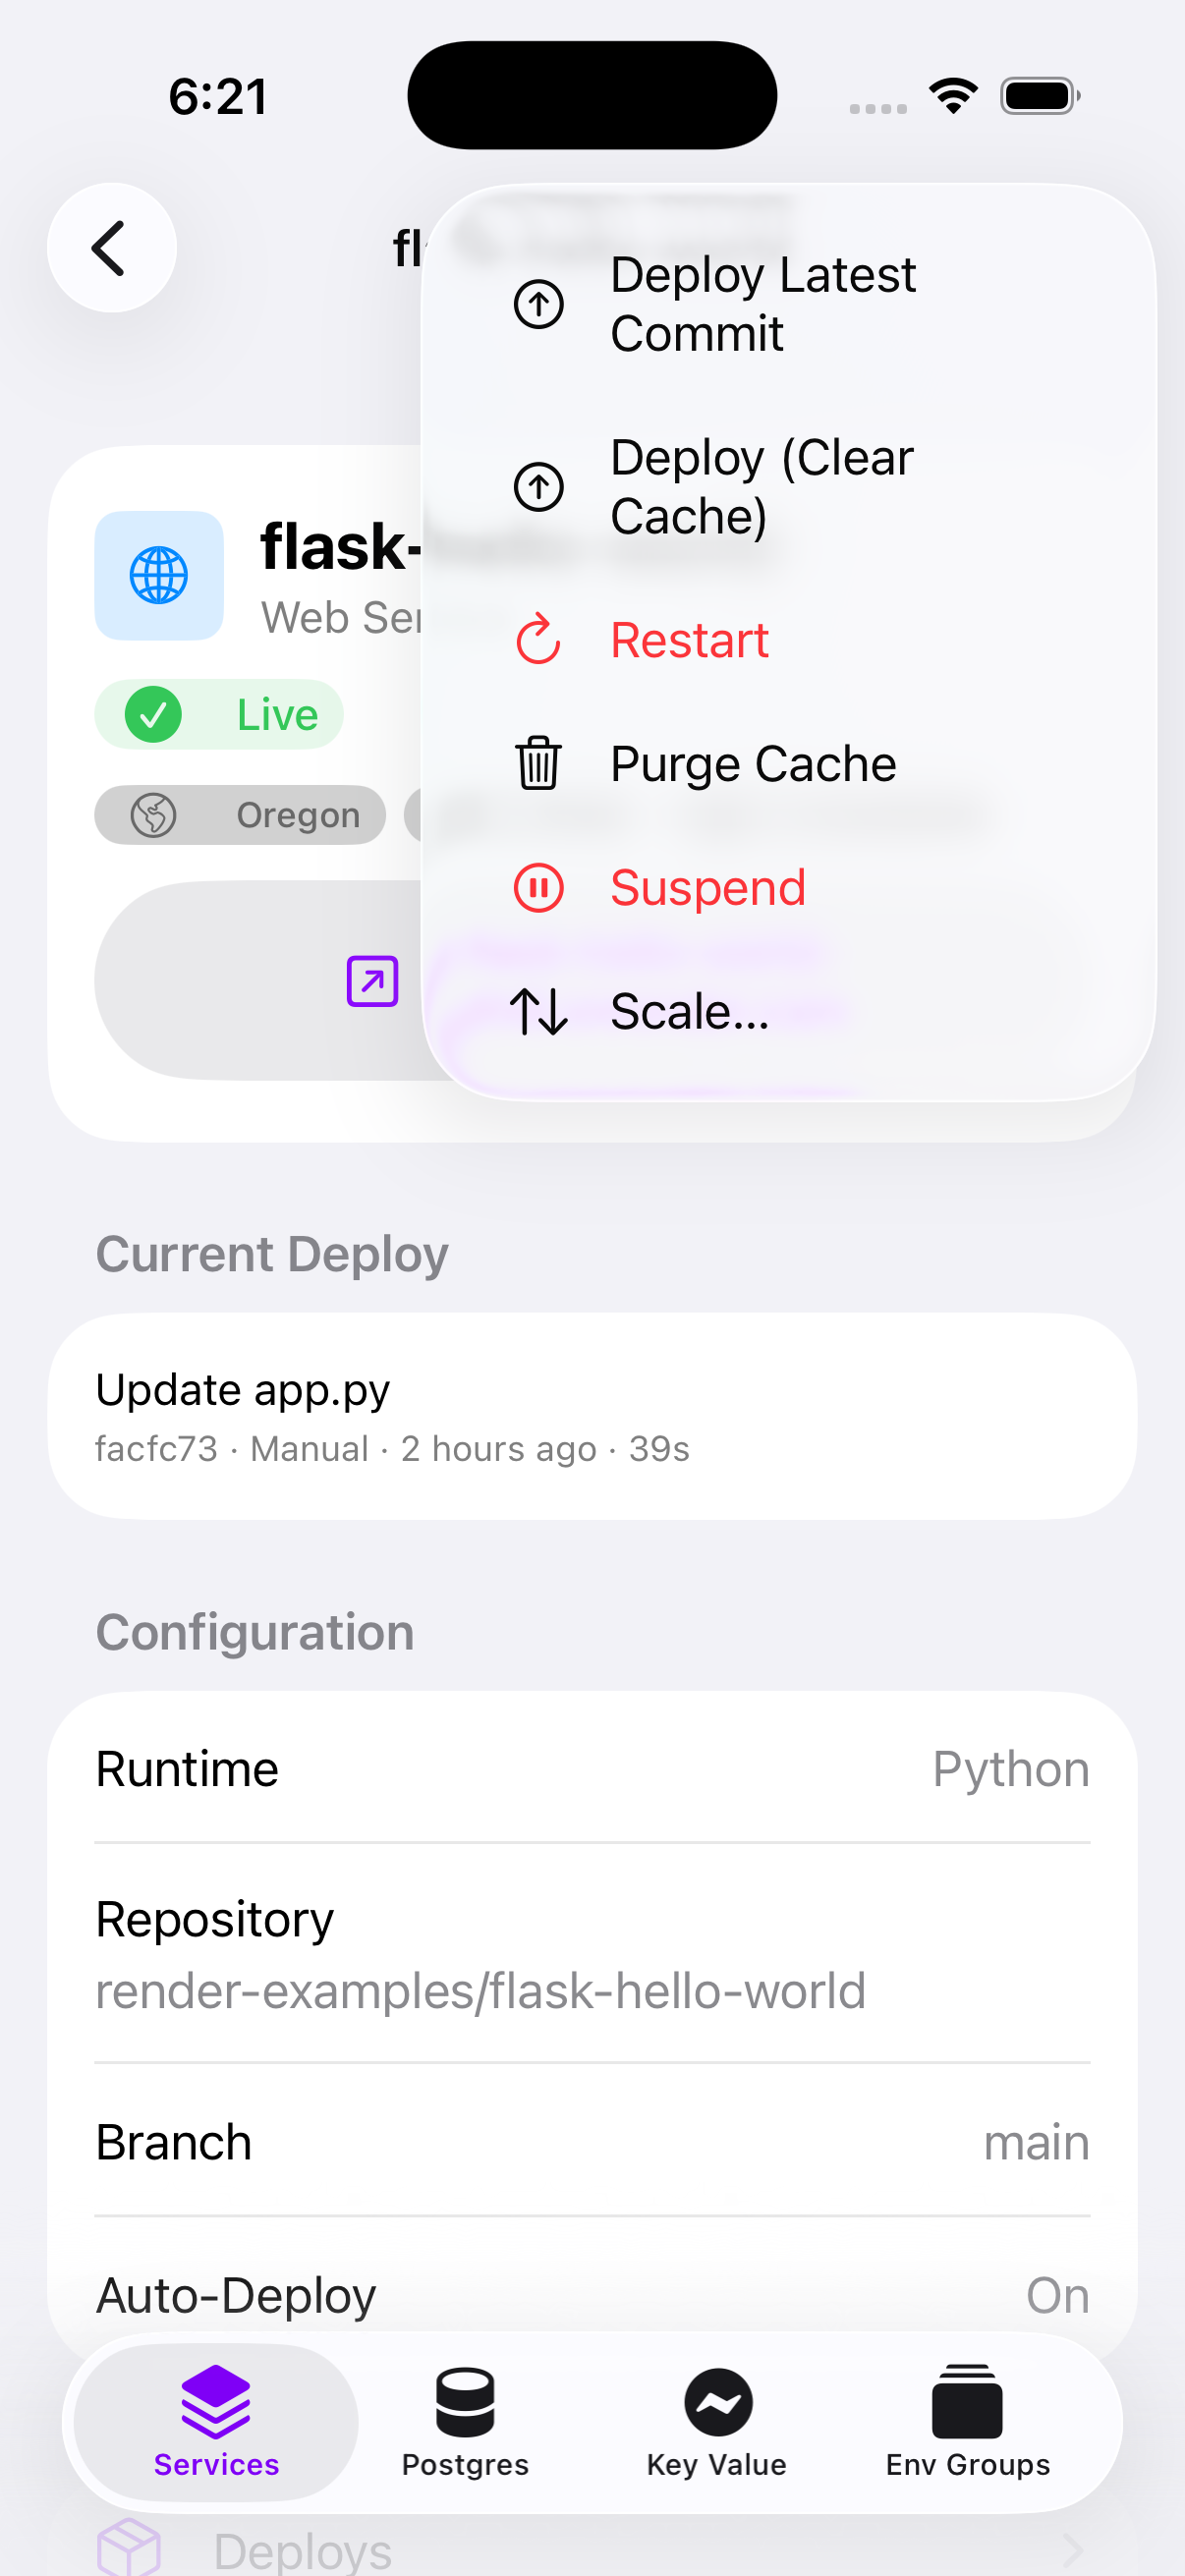 6:21
Deploy Latest
Commit
Deploy (Clear
Cache)
Restart
Purge Cache
Suspend
Scale...
flask-
Web Ser
Live
Oregon
Current Deploy
Update app.py
facfc73 · Manual · 2 hours ago · 39s
Configuration
Runtime
Python
Repository
render-examples/flask-hello-world
Branch
main
Auto-Deploy
On
Services
Postgres
Key Value
Env Groups
Deploys